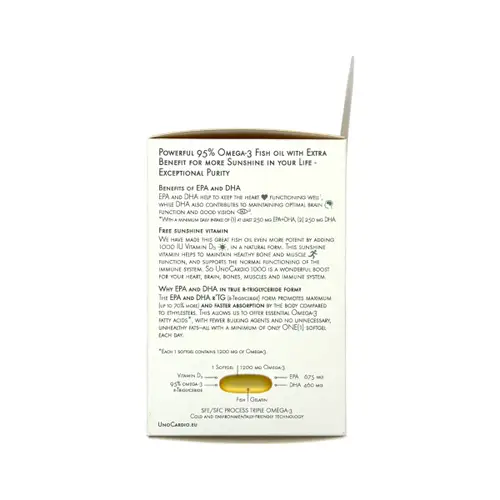 Powerful 95% Omega-3 Fish oil with Extra
Benefit for more Sunshine in your Life -
Exceptional Purity
Benefits of EPA and DHA
EPA and DHA help to keep the heart functioning well¹,
while DHA also contributes to maintaining optimal brain
function and good vision
*With a minimum daily intake of (1) at least 250 mg EPA+DHA, (2) 250 mg DHA
Free sunshine vitamin
We have made this great fish oil even more potent by adding
1000 IU Vitamin D₃, in a natural form. This sunshine
vitamin helps to maintain healthy bone and muscle
function, and supports the normal functioning of the
immune system. So UnoCardio 1000 is a wonderful boost
for your heart, brain, bones, muscles and immune system.
Why EPA and DHA in true r-triglyceride form?
The EPA and DHA r'TG (r-Triglyceride) form promotes maximum
(up to 70% more) and faster absorption by the body compared
to ethylesters. This allows us to offer essential Omega-3
fatty acids*, with fewer bulking agents and no unnecessary,
unhealthy fats—all with a minimum of only ONE(1) softgel
each day.
*Each 1 softgel contains 1200 mg of Omega-3
1 Softgel | 1200 mg Omega-3
Vitamin D₃
EPA 675 mg
95% omega-3
r-Triglyceride
DHA 460 mg
Fish Gelatin
SFE/SFC PROCESS TRIPLE OMEGA-3
Cold and environmentally-friendly technology
UnoCardio.eu